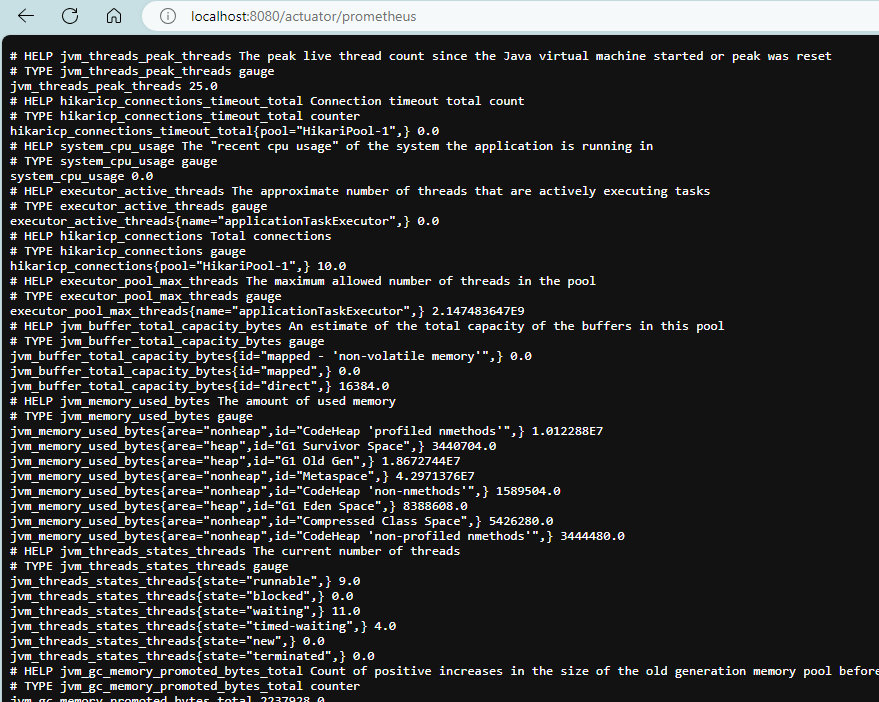 localhost:8080/actuator/prometheus
# HELP jvm_threads_peak_threads The peak live thread count since the Java virtual machine started or peak was reset
# TYPE jvm_threads_peak_threads gauge
jvm_threads_peak_threads 25.0
# HELP hikaricp_connections_timeout_total Connection timeout total count
# TYPE hikaricp_connections_timeout_total counter
hikaricp_connections_timeout_total{pool="HikariPool-1",} 0.0
# HELP system_cpu_usage The "recent cpu usage" of the system the application is running in
# TYPE system_cpu_usage gauge
system_cpu_usage 0.0
# HELP executor_active_threads The approximate number of threads that are actively executing tasks
# TYPE executor_active_threads gauge
executor_active_threads{name="applicationTaskExecutor",} 0.0
# HELP hikaricp_connections Total connections
# TYPE hikaricp_connections gauge
hikaricp_connections{pool="HikariPool-1",} 10.0
# HELP executor_pool_max_threads The maximum allowed number of threads in the pool
# TYPE executor_pool_max_threads gauge
executor_pool_max_threads{name="applicationTaskExecutor",} 2.147483647E9
# HELP jvm_buffer_total_capacity_bytes An estimate of the total capacity of the buffers in this pool
# TYPE jvm_buffer_total_capacity_bytes gauge
jvm_buffer_total_capacity_bytes{id="mapped - 'non-volatile memory'",} 0.0
jvm_buffer_total_capacity_bytes{id="mapped",} 0.0
jvm_buffer_total_capacity_bytes{id="direct",} 16384.0
# HELP jvm_memory_used_bytes The amount of used memory
# TYPE jvm_memory_used_bytes gauge
jvm_memory_used_bytes{area="nonheap",id="CodeHeap 'profiled nmethods'",} 1.012288E7
jvm_memory_used_bytes{area="heap",id="G1 Survivor Space",} 3440704.0
jvm_memory_used_bytes{area="heap",id="G1 Old Gen",} 1.8672744E7
jvm_memory_used_bytes{area="nonheap",id="Metaspace",} 4.2971376E7
jvm_memory_used_bytes{area="nonheap",id="CodeHeap 'non-nmethods'",} 1589504.0
jvm_memory_used_bytes{area="heap",id="G1 Eden Space",} 8388608.0
jvm_memory_used_bytes{area="nonheap",id="Compressed Class Space",} 5426280.0
jvm_memory_used_bytes{area="nonheap",id="CodeHeap 'non-profiled nmethods'",} 3444480.0
# HELP jvm_threads_states_threads The current number of threads
# TYPE jvm_threads_states_threads gauge
jvm_threads_states_threads{state="runnable",} 9.0
jvm_threads_states_threads{state="blocked",} 0.0
jvm_threads_states_threads{state="waiting",} 11.0
jvm_threads_states_threads{state="timed-waiting",} 4.0
jvm_threads_states_threads{state="new",} 0.0
jvm_threads_states_threads{state="terminated",} 0.0
# HELP jvm_gc_memory_promoted_bytes_total Count of positive increases in the size of the old generation memory pool before
# TYPE jvm_gc_memory_promoted_bytes_total counter
jvm_gc_memory_promoted_bytes_total 2237928.0